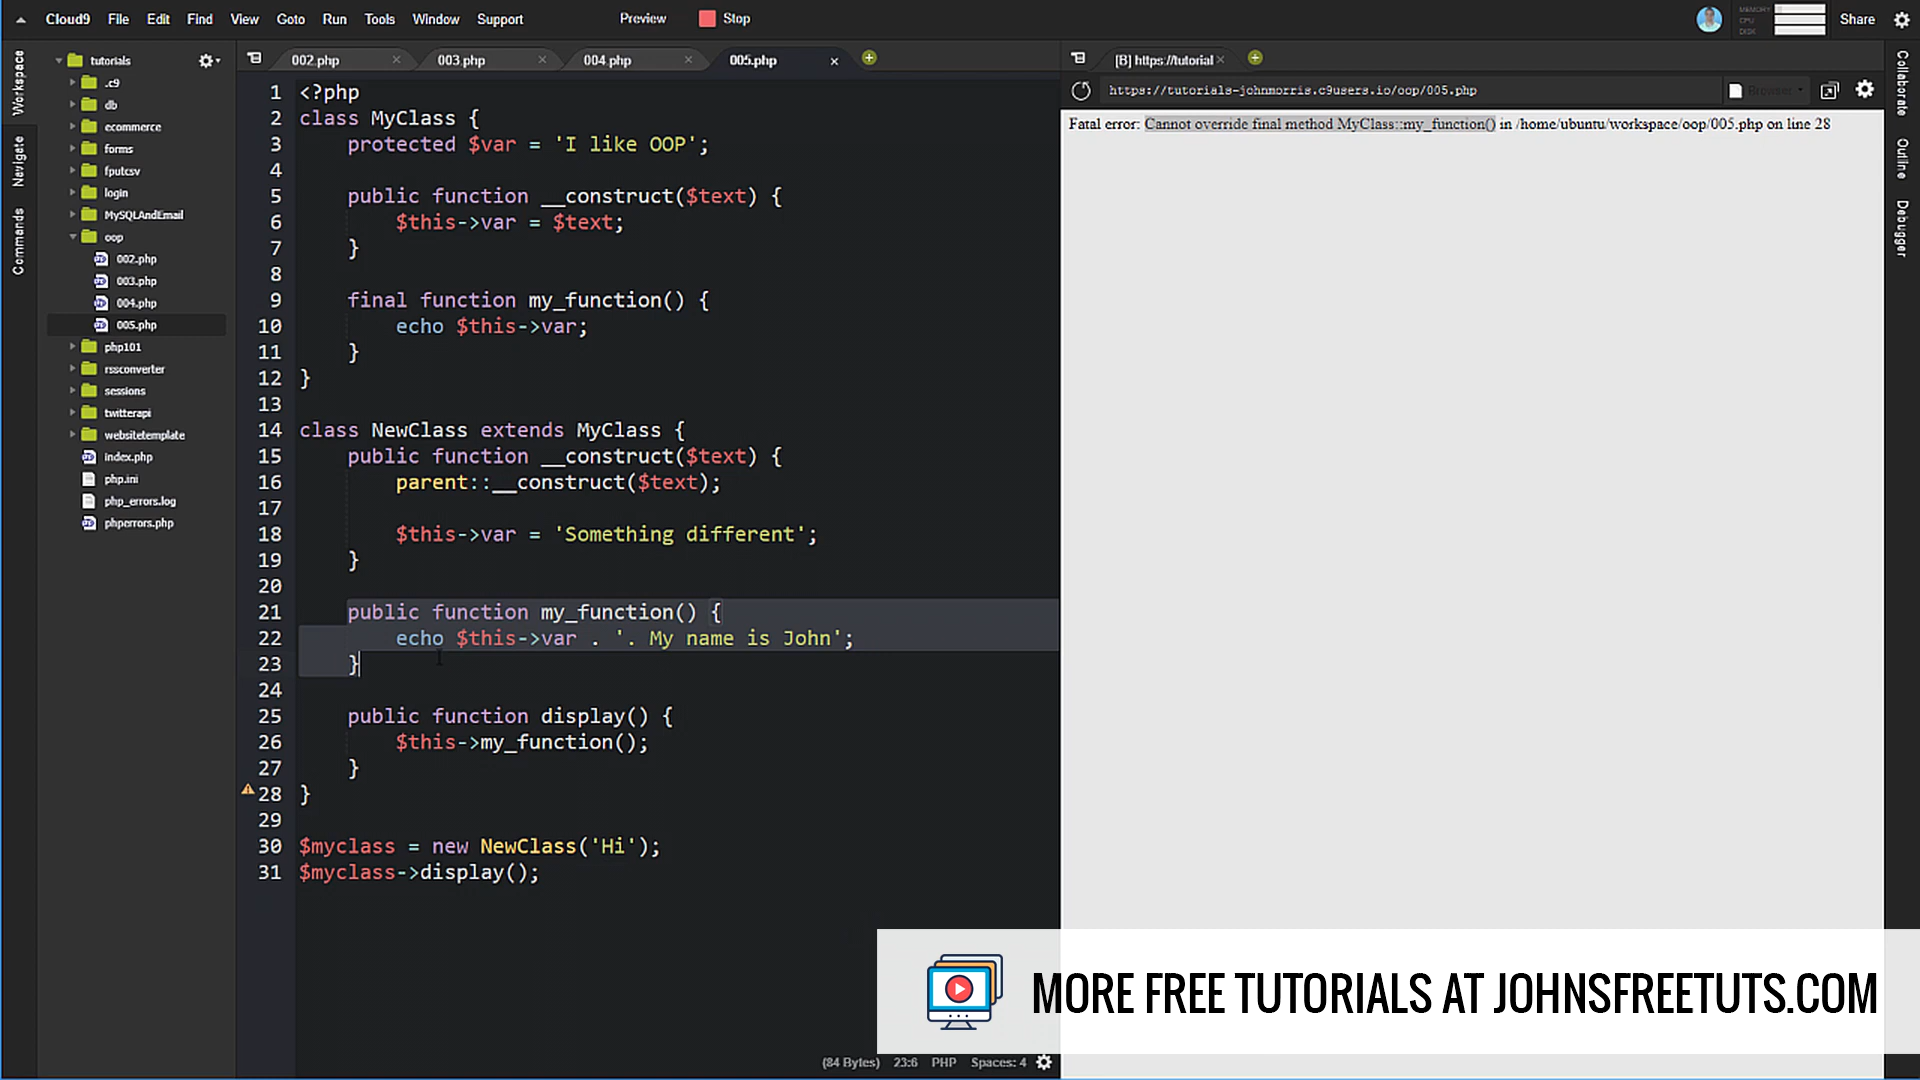 Cloud9 File Edit Find View Goto Run Tools Window Support Preview Stop MEMORY CPU DISK Share
Workspace
Navigate
Commands
tutorials
.c9
db
ecommerce
forms
fputcsv
login
MySQLAndEmail
oop
002.php
003.php
004.php
005.php
php101
rssconverter
sessions
twitterapi
websitetemplate
index.php
php.ini
php_errors.log
phperrors.php
002.php 003.php 004.php 005.php
1 <?php
2 class MyClass {
3 protected $var = 'I like OOP';
4
5 public function __construct($text) {
6 $this->var = $text;
7 }
8
9 final function my_function() {
10 echo $this->var;
11 }
12 }
13
14 class NewClass extends MyClass {
15 public function __construct($text) {
16 parent::__construct($text);
17
18 $this->var = 'Something different';
19 }
20
21 public function my_function() {
22 echo $this->var . '. My name is John';
23 }
24
25 public function display() {
26 $this->my_function();
27 }
28 }
29
30 $myclass = new NewClass('Hi');
31 $myclass->display();
(84 Bytes) 23:6 PHP Spaces: 4
[B] https://tutorial
https://tutorials-johnmorris.c9users.io/oop/005.php Browser
Fatal error: Cannot override final method MyClass::my_function() in /home/ubuntu/workspace/oop/005.php on line 28
Collaborate
Outline
Debugger
MORE FREE TUTORIALS AT JOHNSFREETUTS.COM